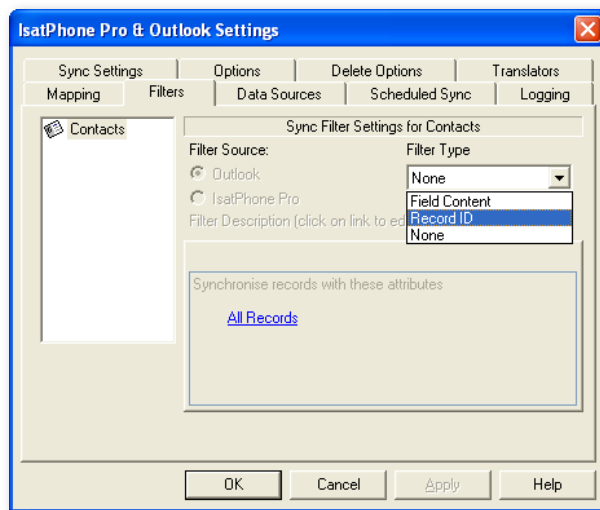 IsatPhone Pro & Outlook Settings
Sync Settings Options Delete Options Translators
Mapping Filters Data Sources Scheduled Sync Logging
Contacts
Sync Filter Settings for Contacts
Filter Source: Filter Type
Outlook None
IsatPhone Pro Field Content
Filter Description (click on link to ed Record ID
None
Synchronise records with these attributes
All Records
OK Cancel Apply Help